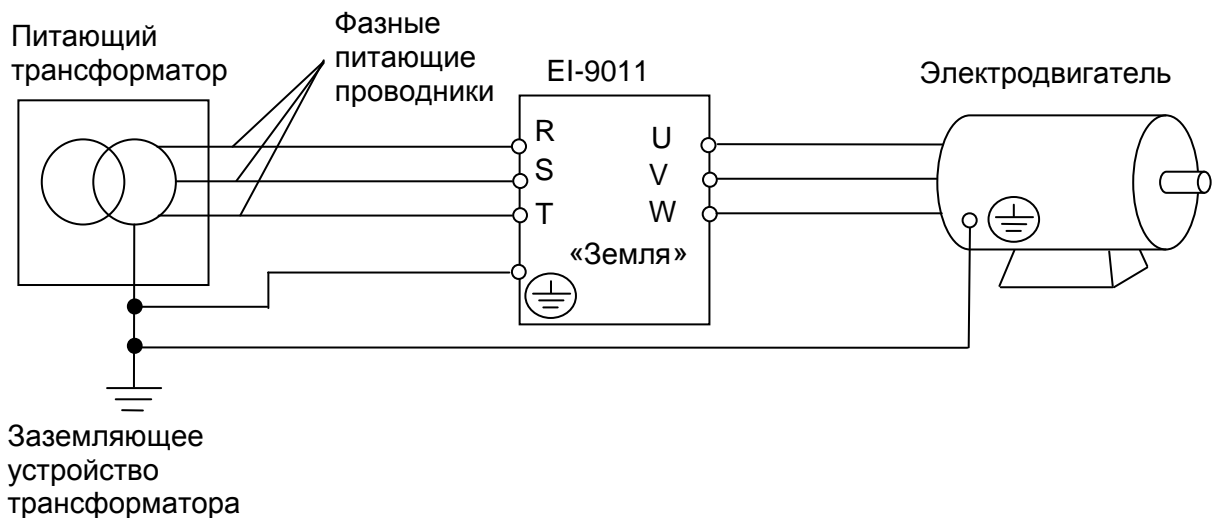 Питающий
трансформатор
Фазные
питающие
проводники
EI-9011
Электродвигатель
R
S
T
U
V
W
«Земля»
Заземляющее
устройство
трансформатора